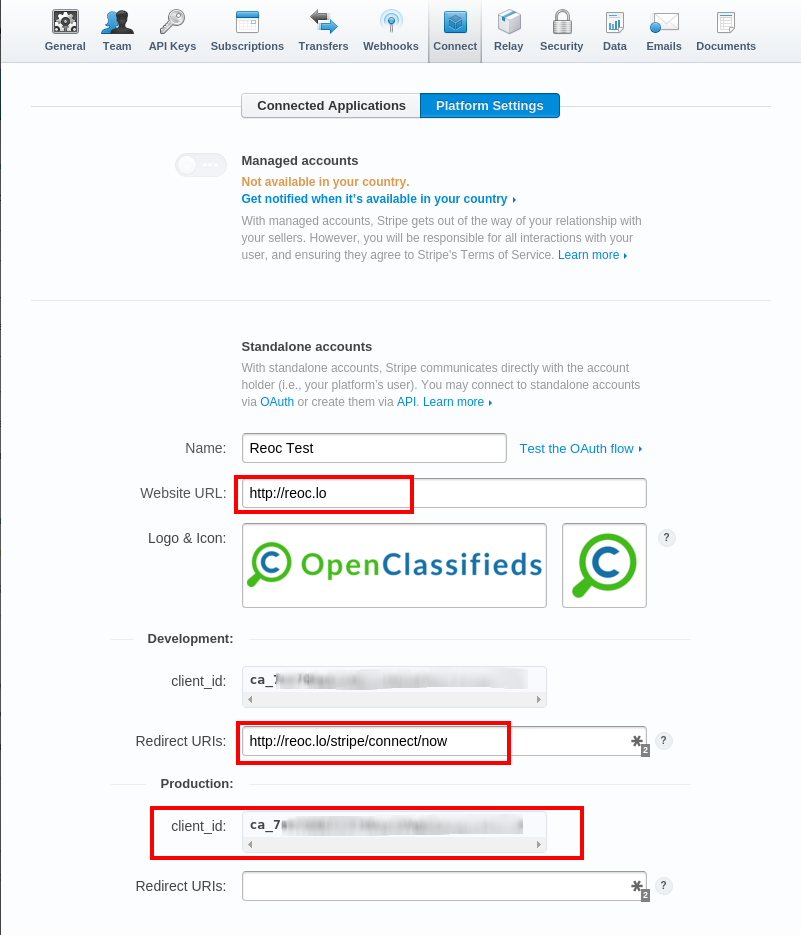 General Team API Keys Subscriptions Transfers Webhooks Connect Relay Security Data Emails Documents
Connected Applications Platform Settings
Managed accounts
Not available in your country.
Get notified when it's available in your country
With managed accounts, Stripe gets out of the way of your relationship with
your sellers. However, you will be responsible for all interactions with your
user, and ensuring they agree to Stripe's Terms of Service. Learn more
Standalone accounts
With standalone accounts, Stripe communicates directly with the account
holder (i.e., your platform's user). You may connect to standalone accounts
via OAuth or create them via API. Learn more
Name: Reoc Test Test the OAuth flow
Website URL: http://reoc.lo
Logo & Icon: OpenClassifieds ?
Development:
client_id: ca_7
Redirect URIs: http://reoc.lo/stripe/connect/now 2 ?
Production:
client_id: ca_7
Redirect URIs: 2 ?